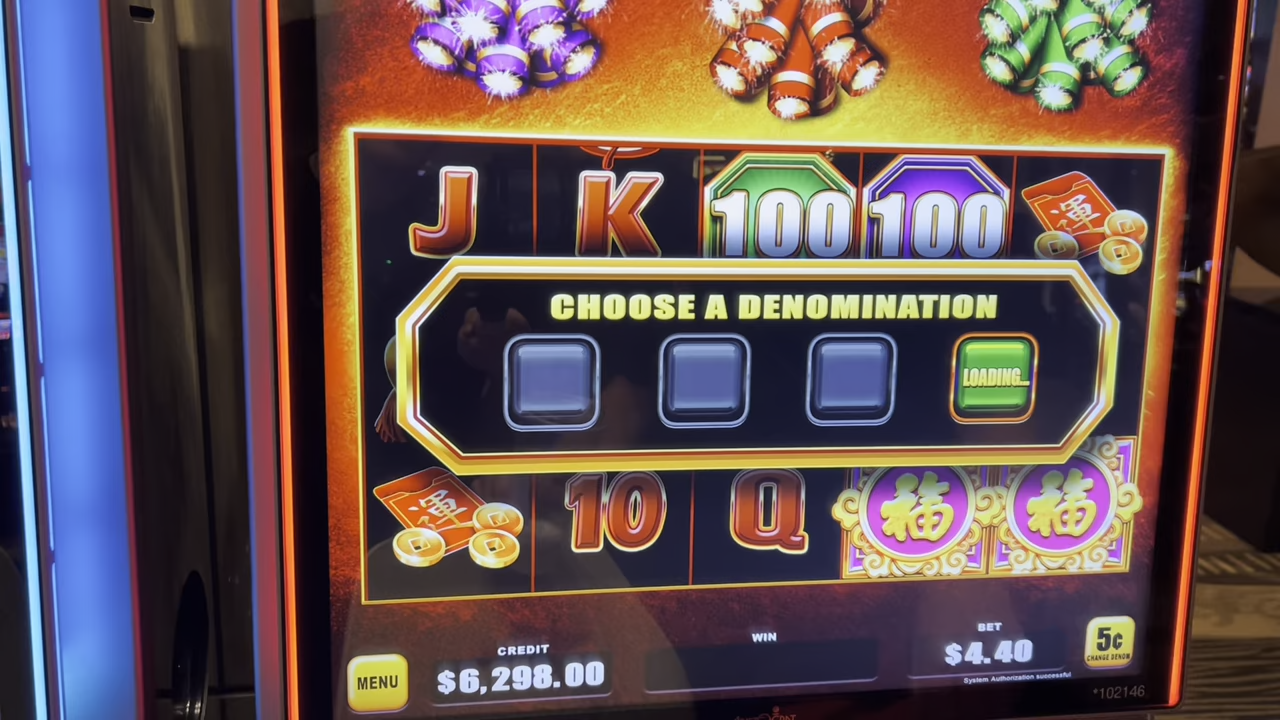 J K 100 100 運
CHOOSE A DENOMINATION
LOADING...
運 10 Q 福 福
CREDIT
$6,298.00
WIN
BET
$4.40
System Authorization successful
MENU
5¢
CHANGE DENOM
*102146